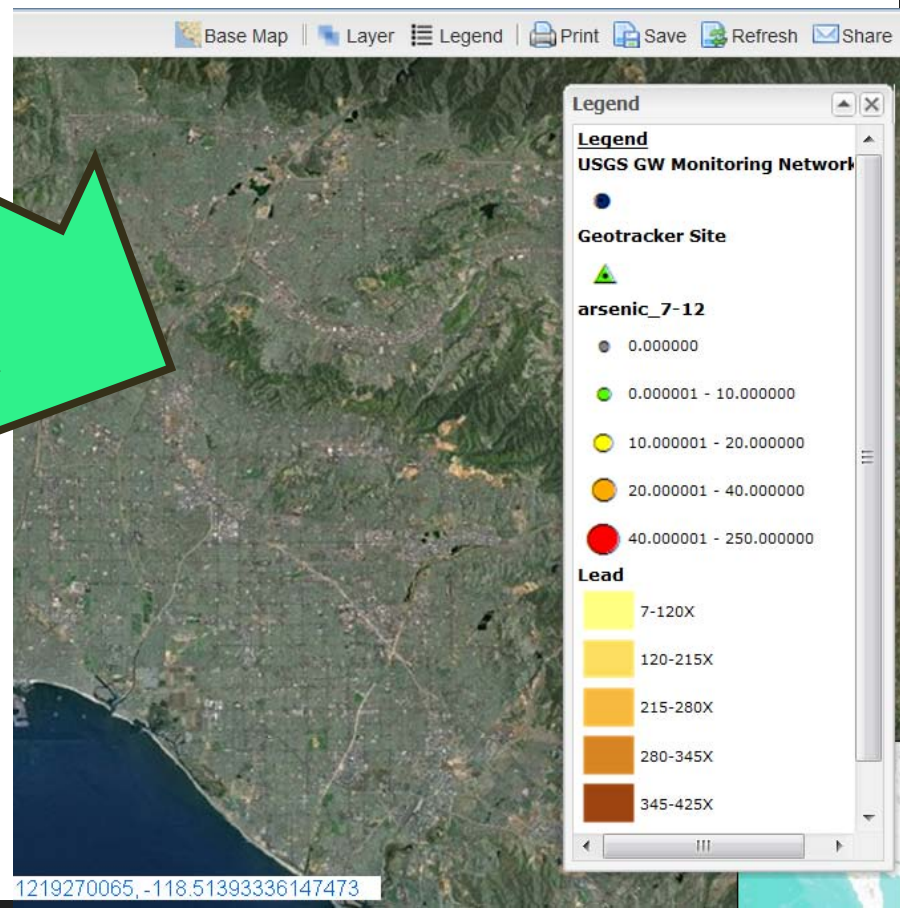 Base Map Layer Legend Print Save Refresh Share
Legend
Legend
USGS GW Monitoring Network
Geotracker Site
arsenic_7-12
0.000000
0.000001 - 10.000000
10.000001 - 20.000000
20.000001 - 40.000000
40.000001 - 250.000000
Lead
7-120X
120-215X
215-280X
280-345X
345-425X
1219270065, -118.51393336147473